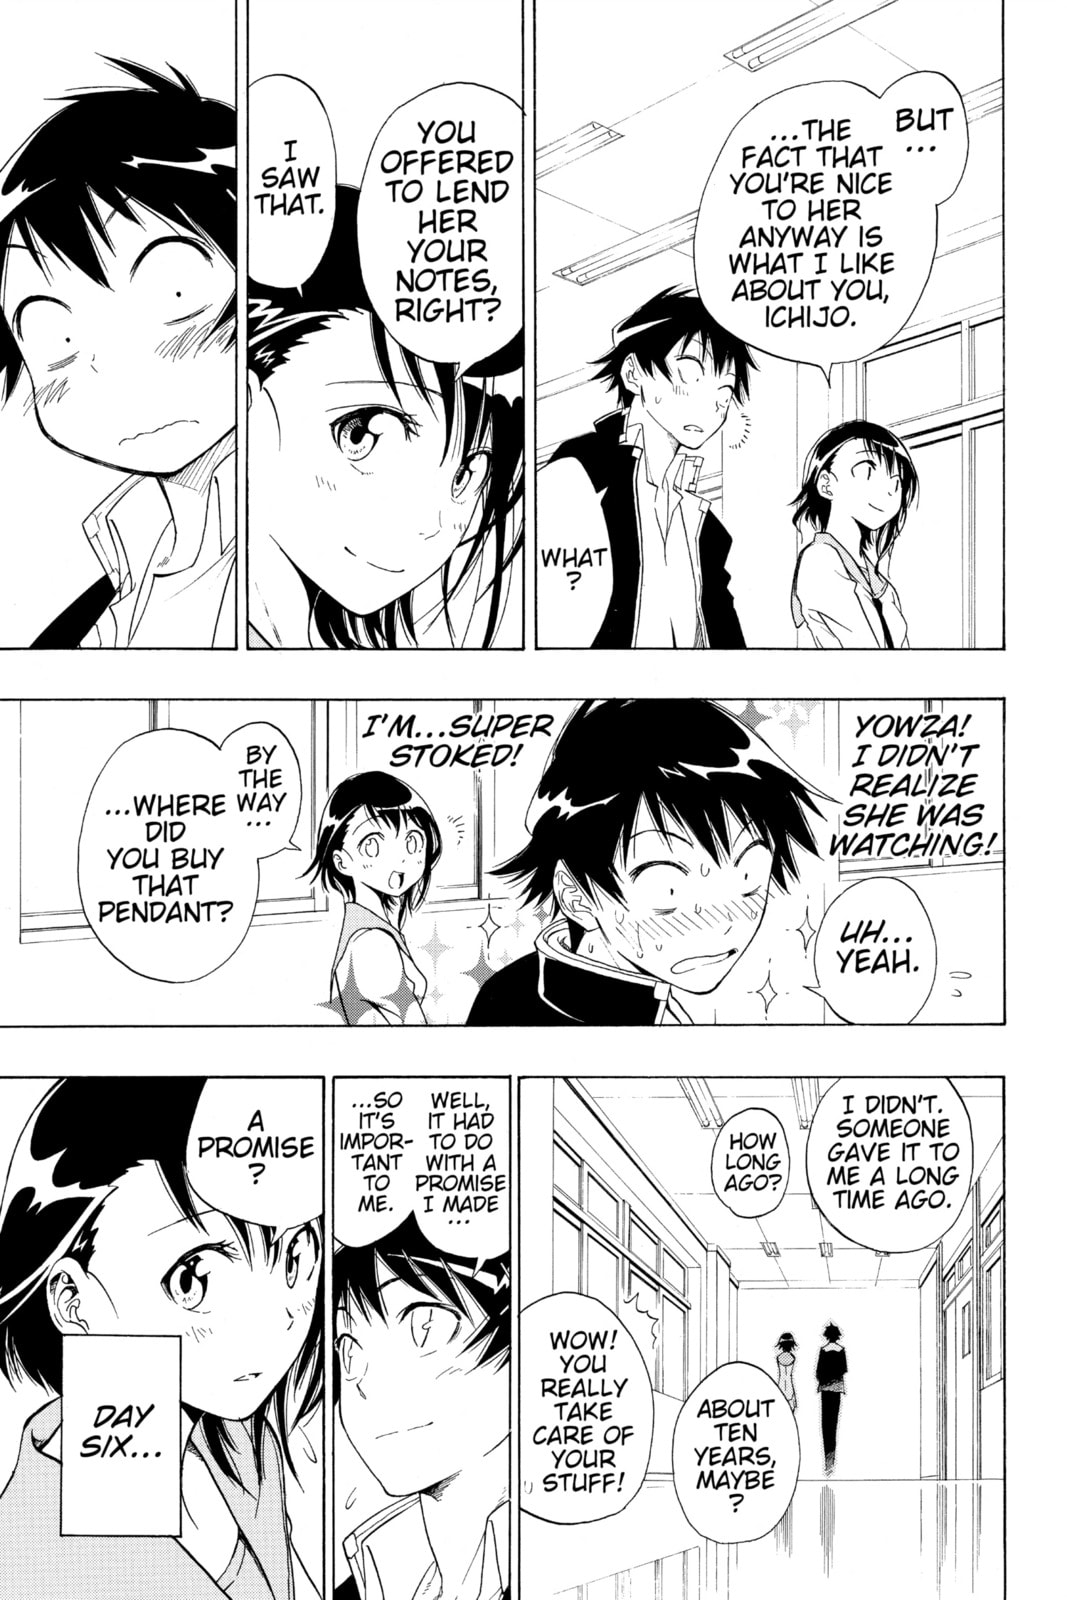 BUT
...
...THE
FACT THAT
YOU'RE NICE
TO HER
ANYWAY IS
WHAT I LIKE
ABOUT YOU,
ICHIJO.
WHAT
?
YOU
OFFERED
TO LEND
HER
YOUR
NOTES,
RIGHT?
I
SAW
THAT.
YOWZA!
I DIDN'T
REALIZE
SHE WAS
WATCHING!
UH...
YEAH.
I'M...SUPER
STOKED!
BY
THE
WAY
...
...WHERE
DID
YOU BUY
THAT
PENDANT?
I DIDN'T.
SOMEONE
GAVE IT TO
ME A LONG
TIME AGO.
HOW
LONG
AGO?
ABOUT
TEN
YEARS,
MAYBE
?
WOW!
YOU
REALLY
TAKE
CARE OF
YOUR
STUFF!
WELL,
IT HAD
TO DO
WITH A
PROMISE
I MADE
...
...SO
IT'S
IMPOR-
TANT
TO
ME.
A
PROMISE
?
DAY
SIX...